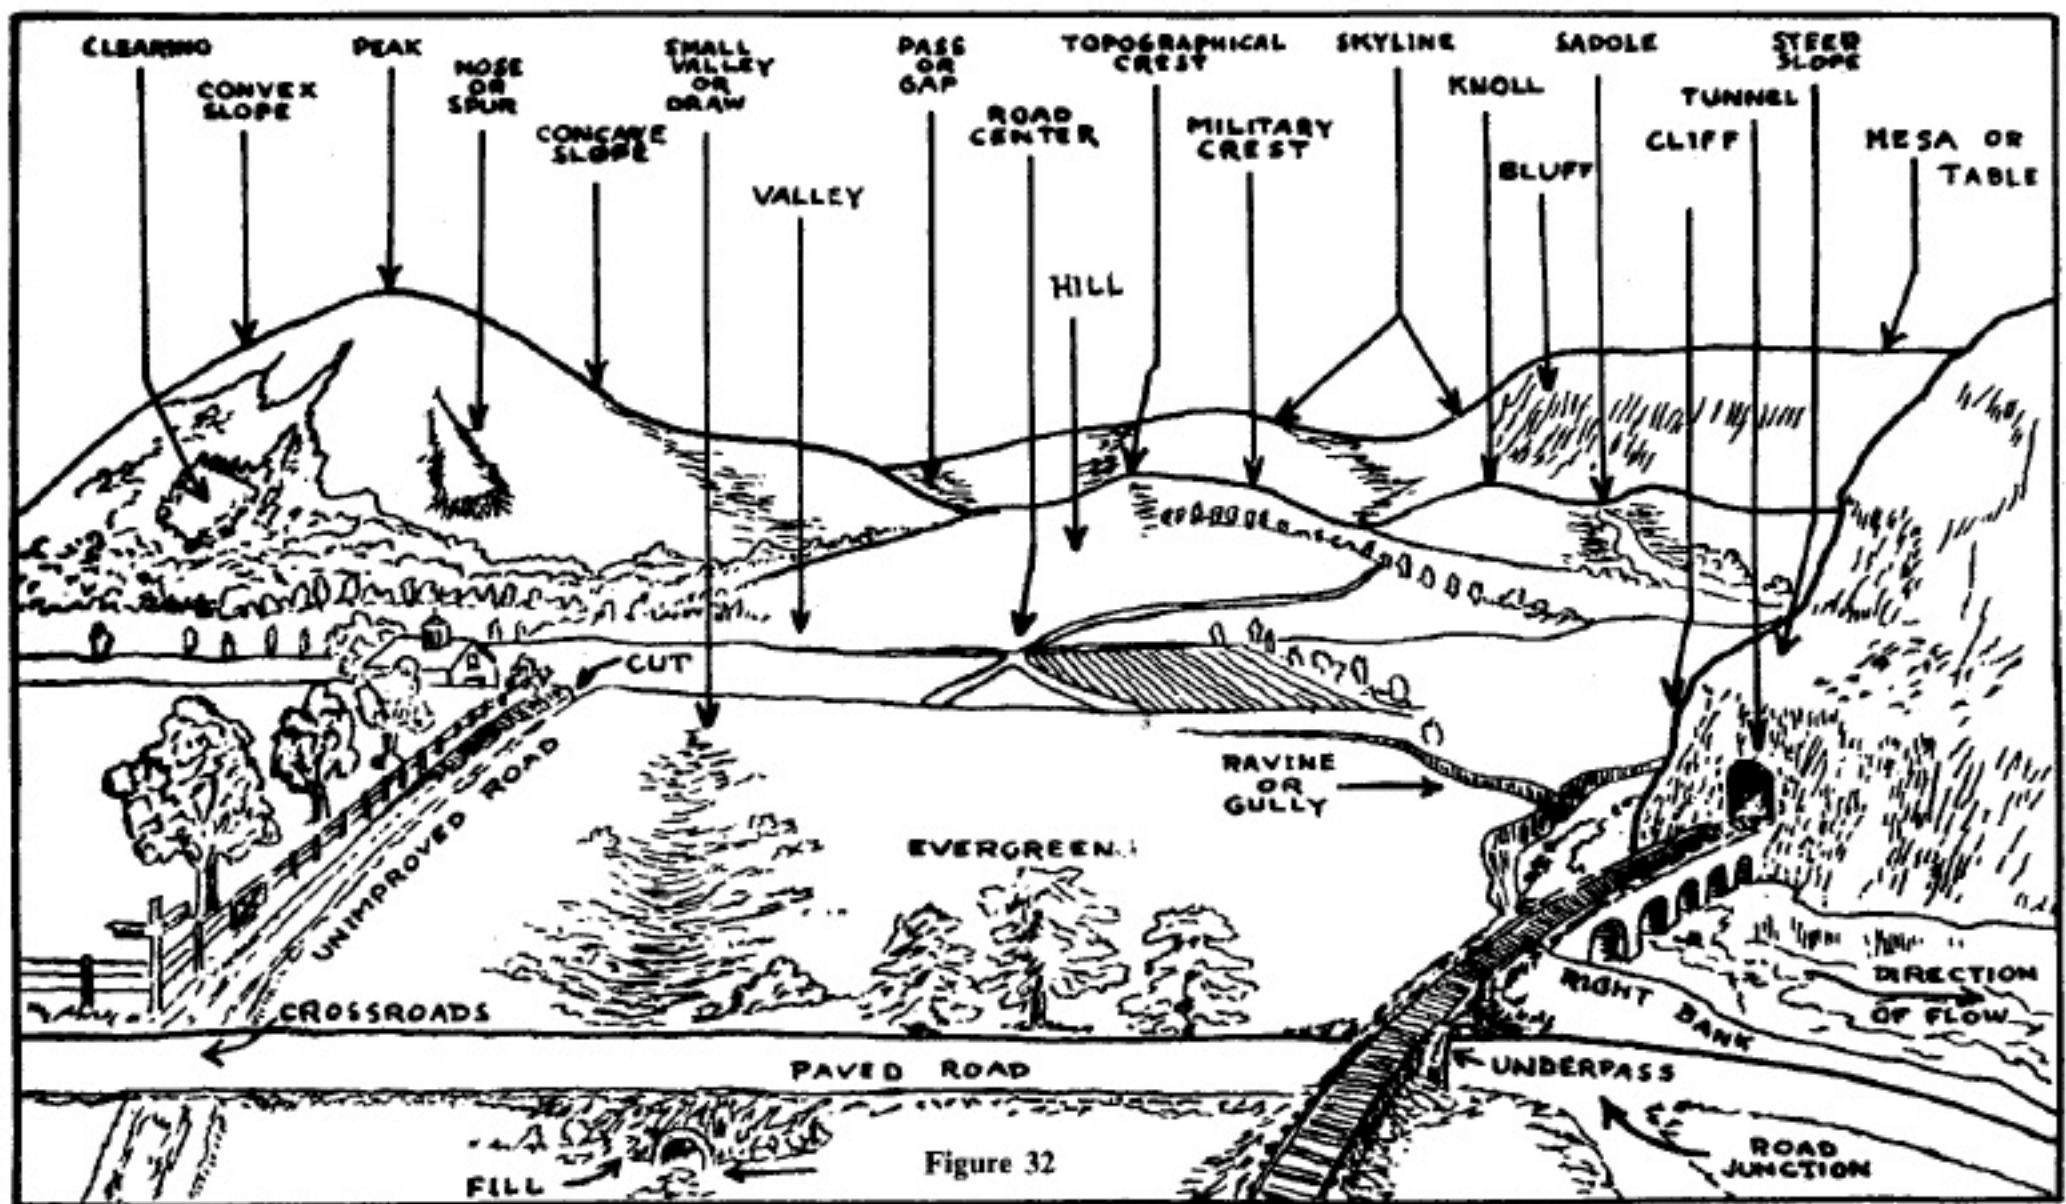 CLEARING
PEAK
SMALL
VALLEY
OR
DRAW
PASS
OR
GAP
TOPOGRAPHICAL
CREST
SKYLINE
SADDLE
STEEP
SLOPE
CONVEX
SLOPE
NOSE
OR
SPUR
CONCAVE
SLOPE
ROAD
CENTER
MILITARY
CREST
KNOLL
TUNNEL
CLIFF
MESA OR
TABLE
BLUFF
VALLEY
HILL
CUT
RAVINE
OR
GULLY
EVERGREEN
UNIMPROVED ROAD
CROSSROADS
RIGHT BANK
DIRECTION
OF FLOW
PAVED ROAD
UNDERPASS
ROAD
JUNCTION
FILL
Figure 32